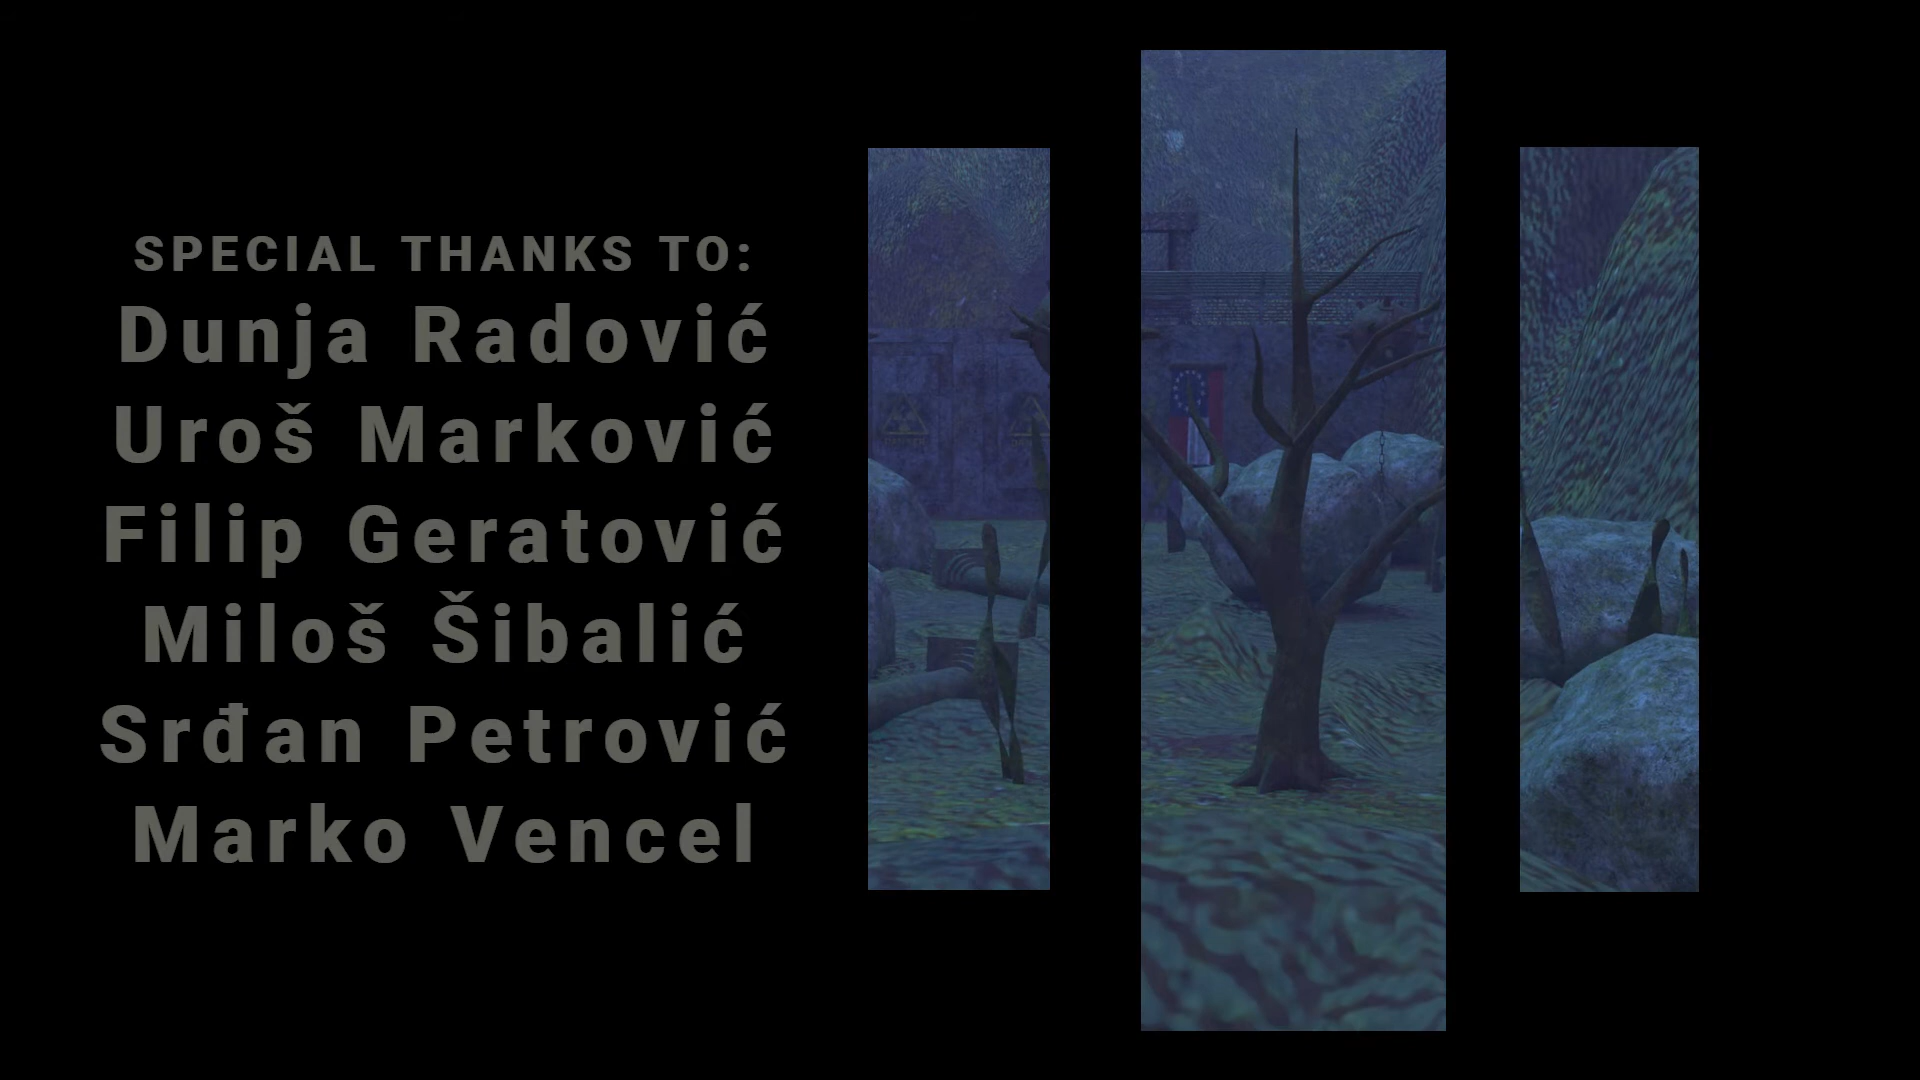 SPECIAL THANKS TO:
Dunja Radović
Uroš Marković
Filip Geratović
Miloš Šibalić
Srđan Petrović
Marko Vencel